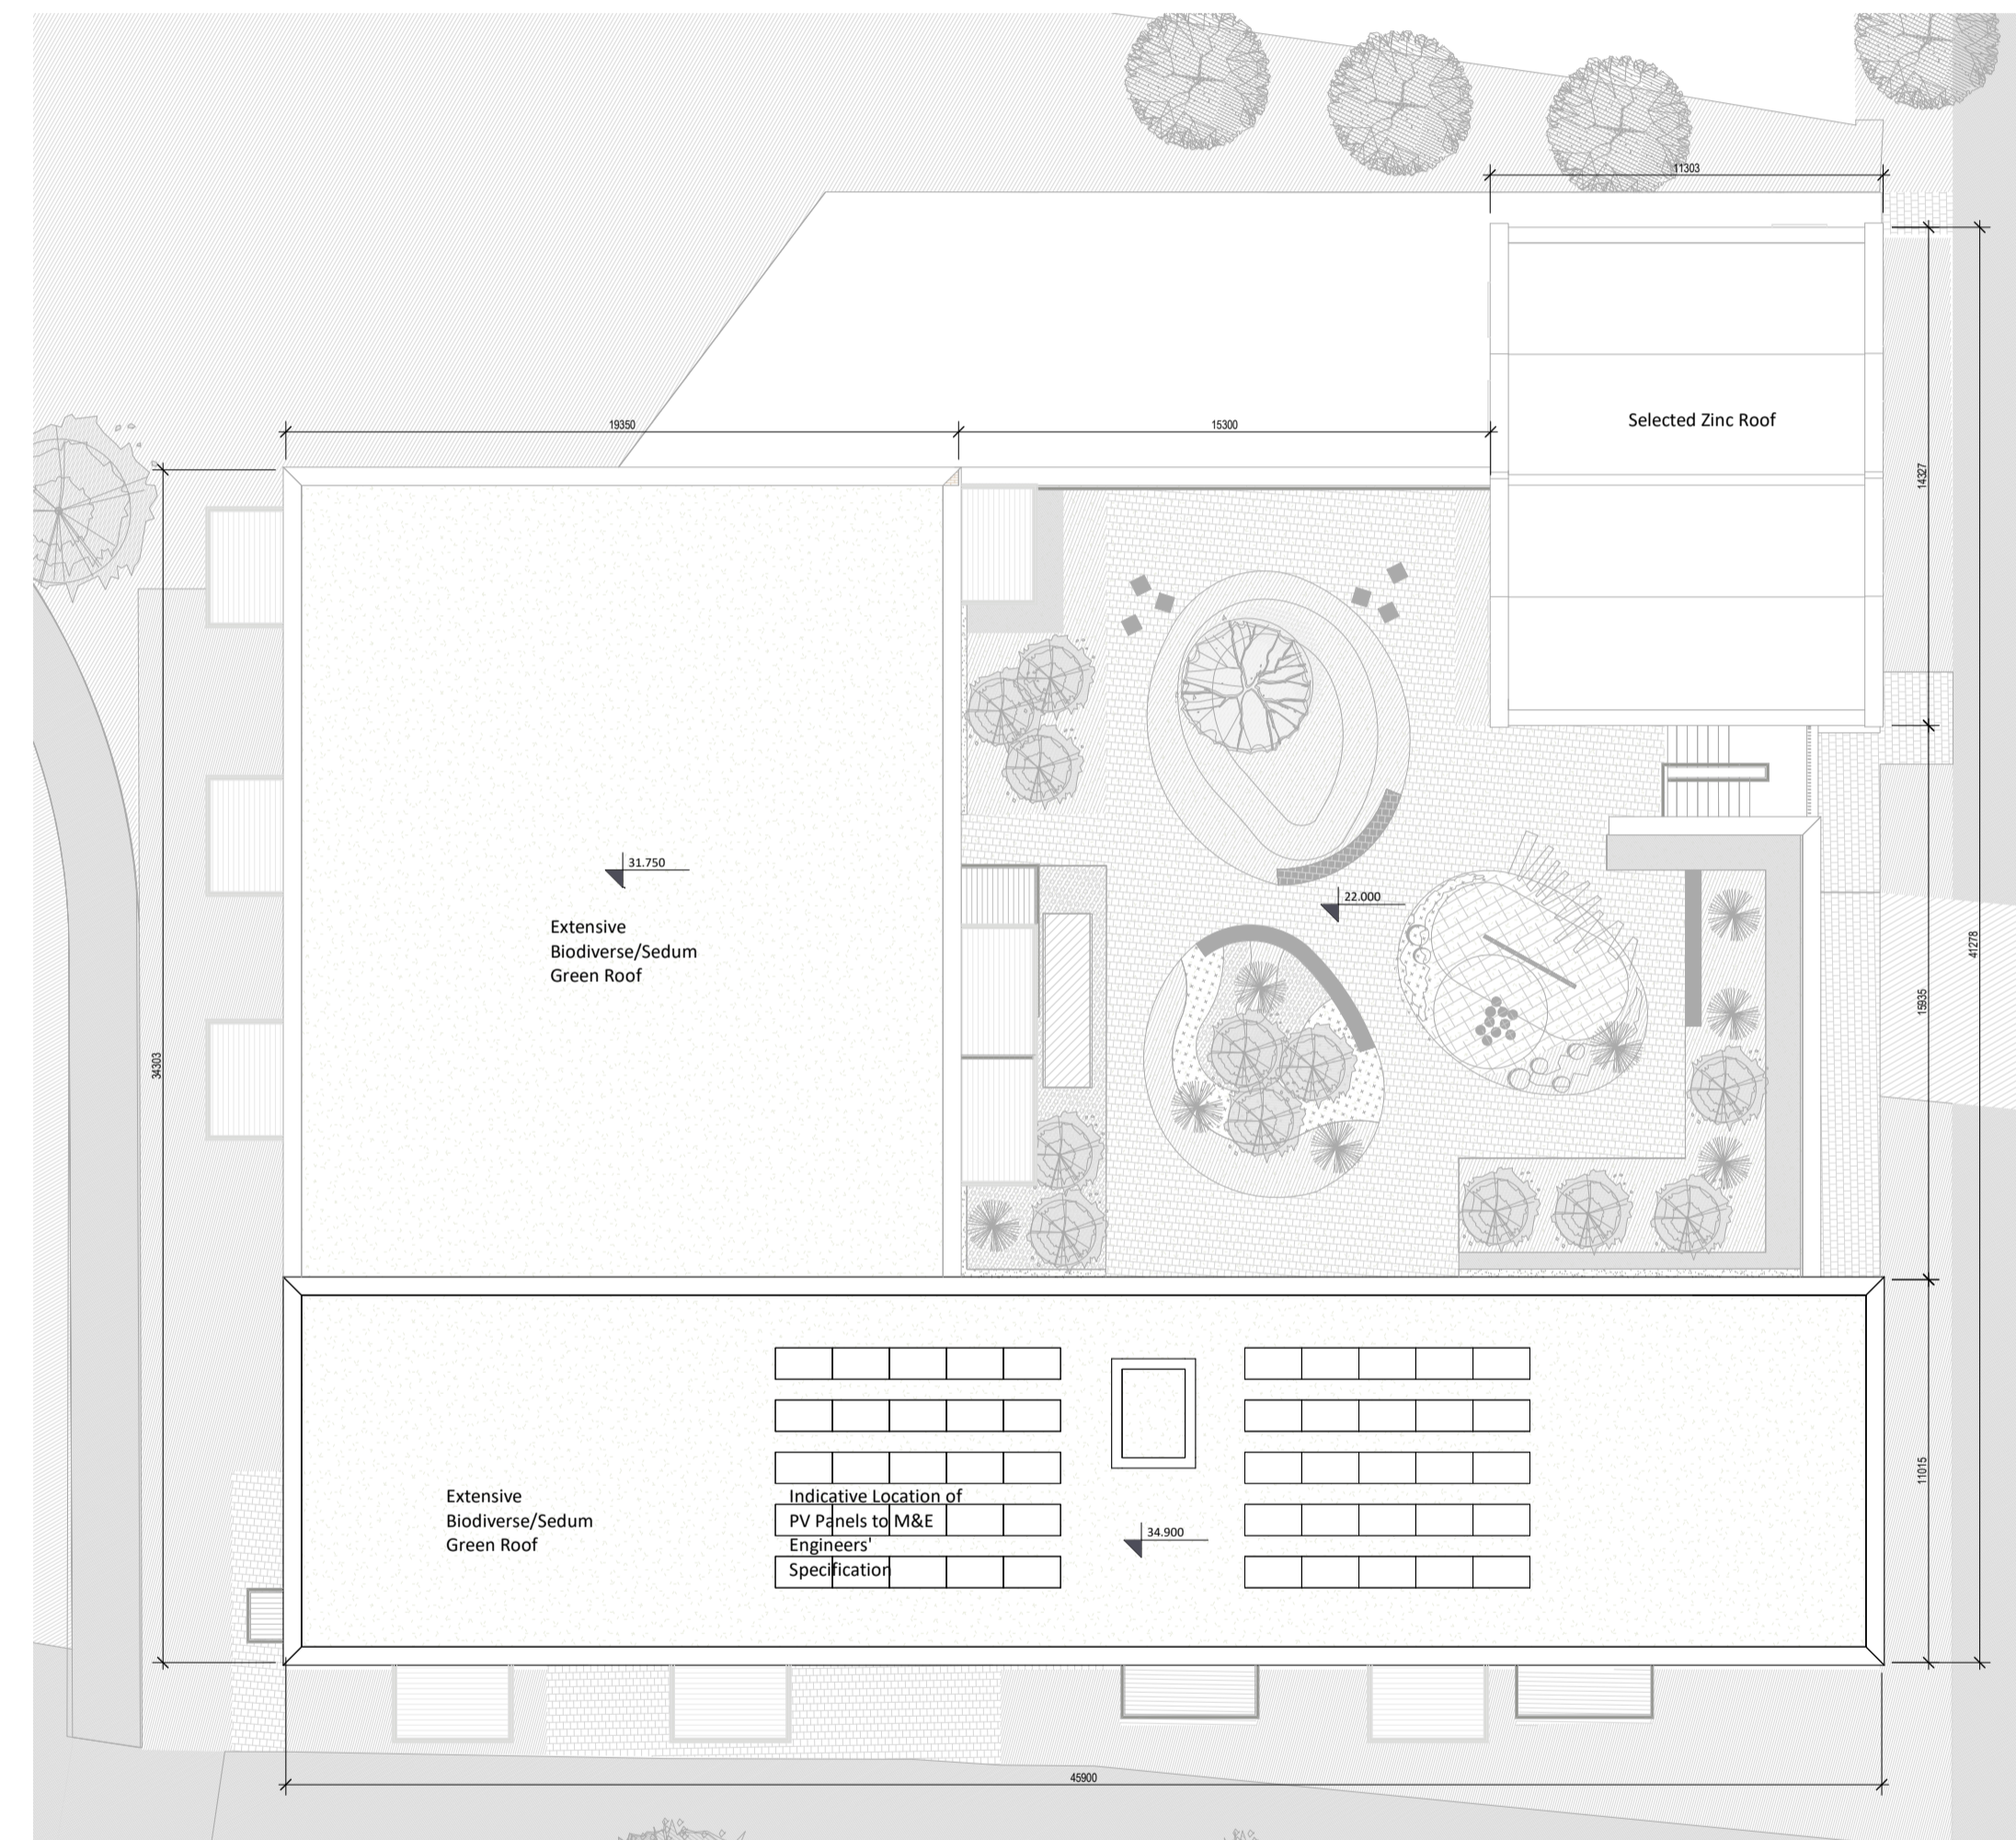 11303
19350
15300
Selected Zinc Roof
14327
31.750
22.000
Extensive
Biodiverse/Sedum
Green Roof
41278
15935
34303
11015
Extensive
Biodiverse/Sedum
Green Roof
Indicative Location of
PV Panels to M&E
Engineers'
Specification
34.900
45900